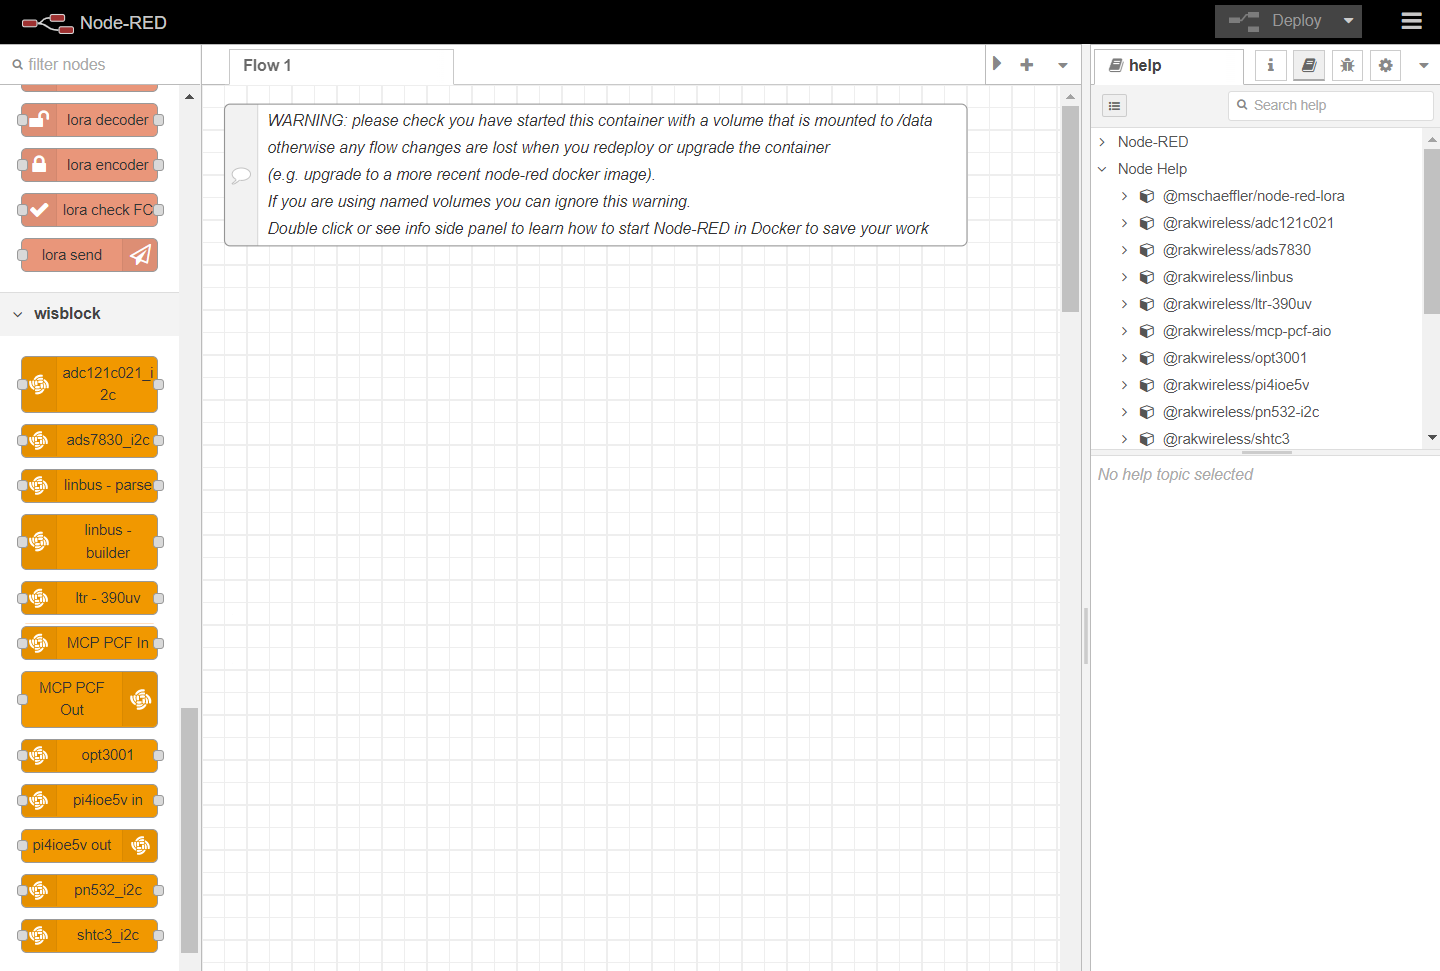 Node-RED
Deploy
filter nodes
Flow 1
help
Search help
lora decoder
lora encoder
lora check FC
lora send
wisblock
adc121c021_i
2c
ads7830_i2c
linbus - parse
linbus -
builder
ltr - 390uv
MCP PCF In
MCP PCF
Out
opt3001
pi4ioe5v in
pi4ioe5v out
pn532_i2c
shtc3_i2c
WARNING: please check you have started this container with a volume that is mounted to /data
otherwise any flow changes are lost when you redeploy or upgrade the container
(e.g. upgrade to a more recent node-red docker image).
If you are using named volumes you can ignore this warning.
Double click or see info side panel to learn how to start Node-RED in Docker to save your work
Node-RED
Node Help
@mschaeffler/node-red-lora
@rakwireless/adc121c021
@rakwireless/ads7830
@rakwireless/linbus
@rakwireless/ltr-390uv
@rakwireless/mcp-pcf-aio
@rakwireless/opt3001
@rakwireless/pi4ioe5v
@rakwireless/pn532-i2c
@rakwireless/shtc3
No help topic selected